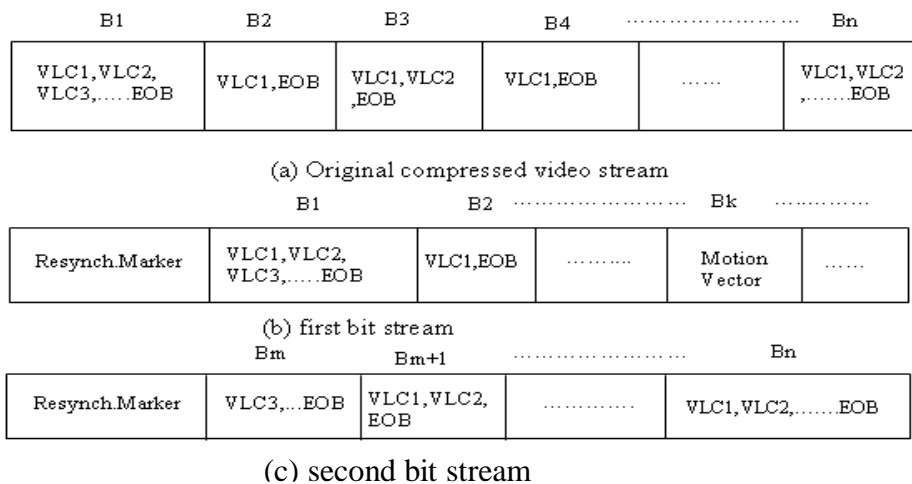 B1 B2 B3 B4 …………………… Bn
VLC1,VLC2,
VLC3,.....EOB
VLC1,EOB
VLC1,VLC2
,EOB
VLC1,EOB
......
VLC1,VLC2
,.......EOB
(a) Original compressed video stream
B1 B2 …………………… Bk ...........
Resynch.Marker
VLC1,VLC2,
VLC3,.....EOB
VLC1,EOB
..........
Motion
Vector
......
(b) first bit stream
Bm Bm+1 …………………… Bn
Resynch.Marker
VLC3,...EOB
VLC1,VLC2,
EOB
.............
VLC1,VLC2,.......EOB
(c) second bit stream